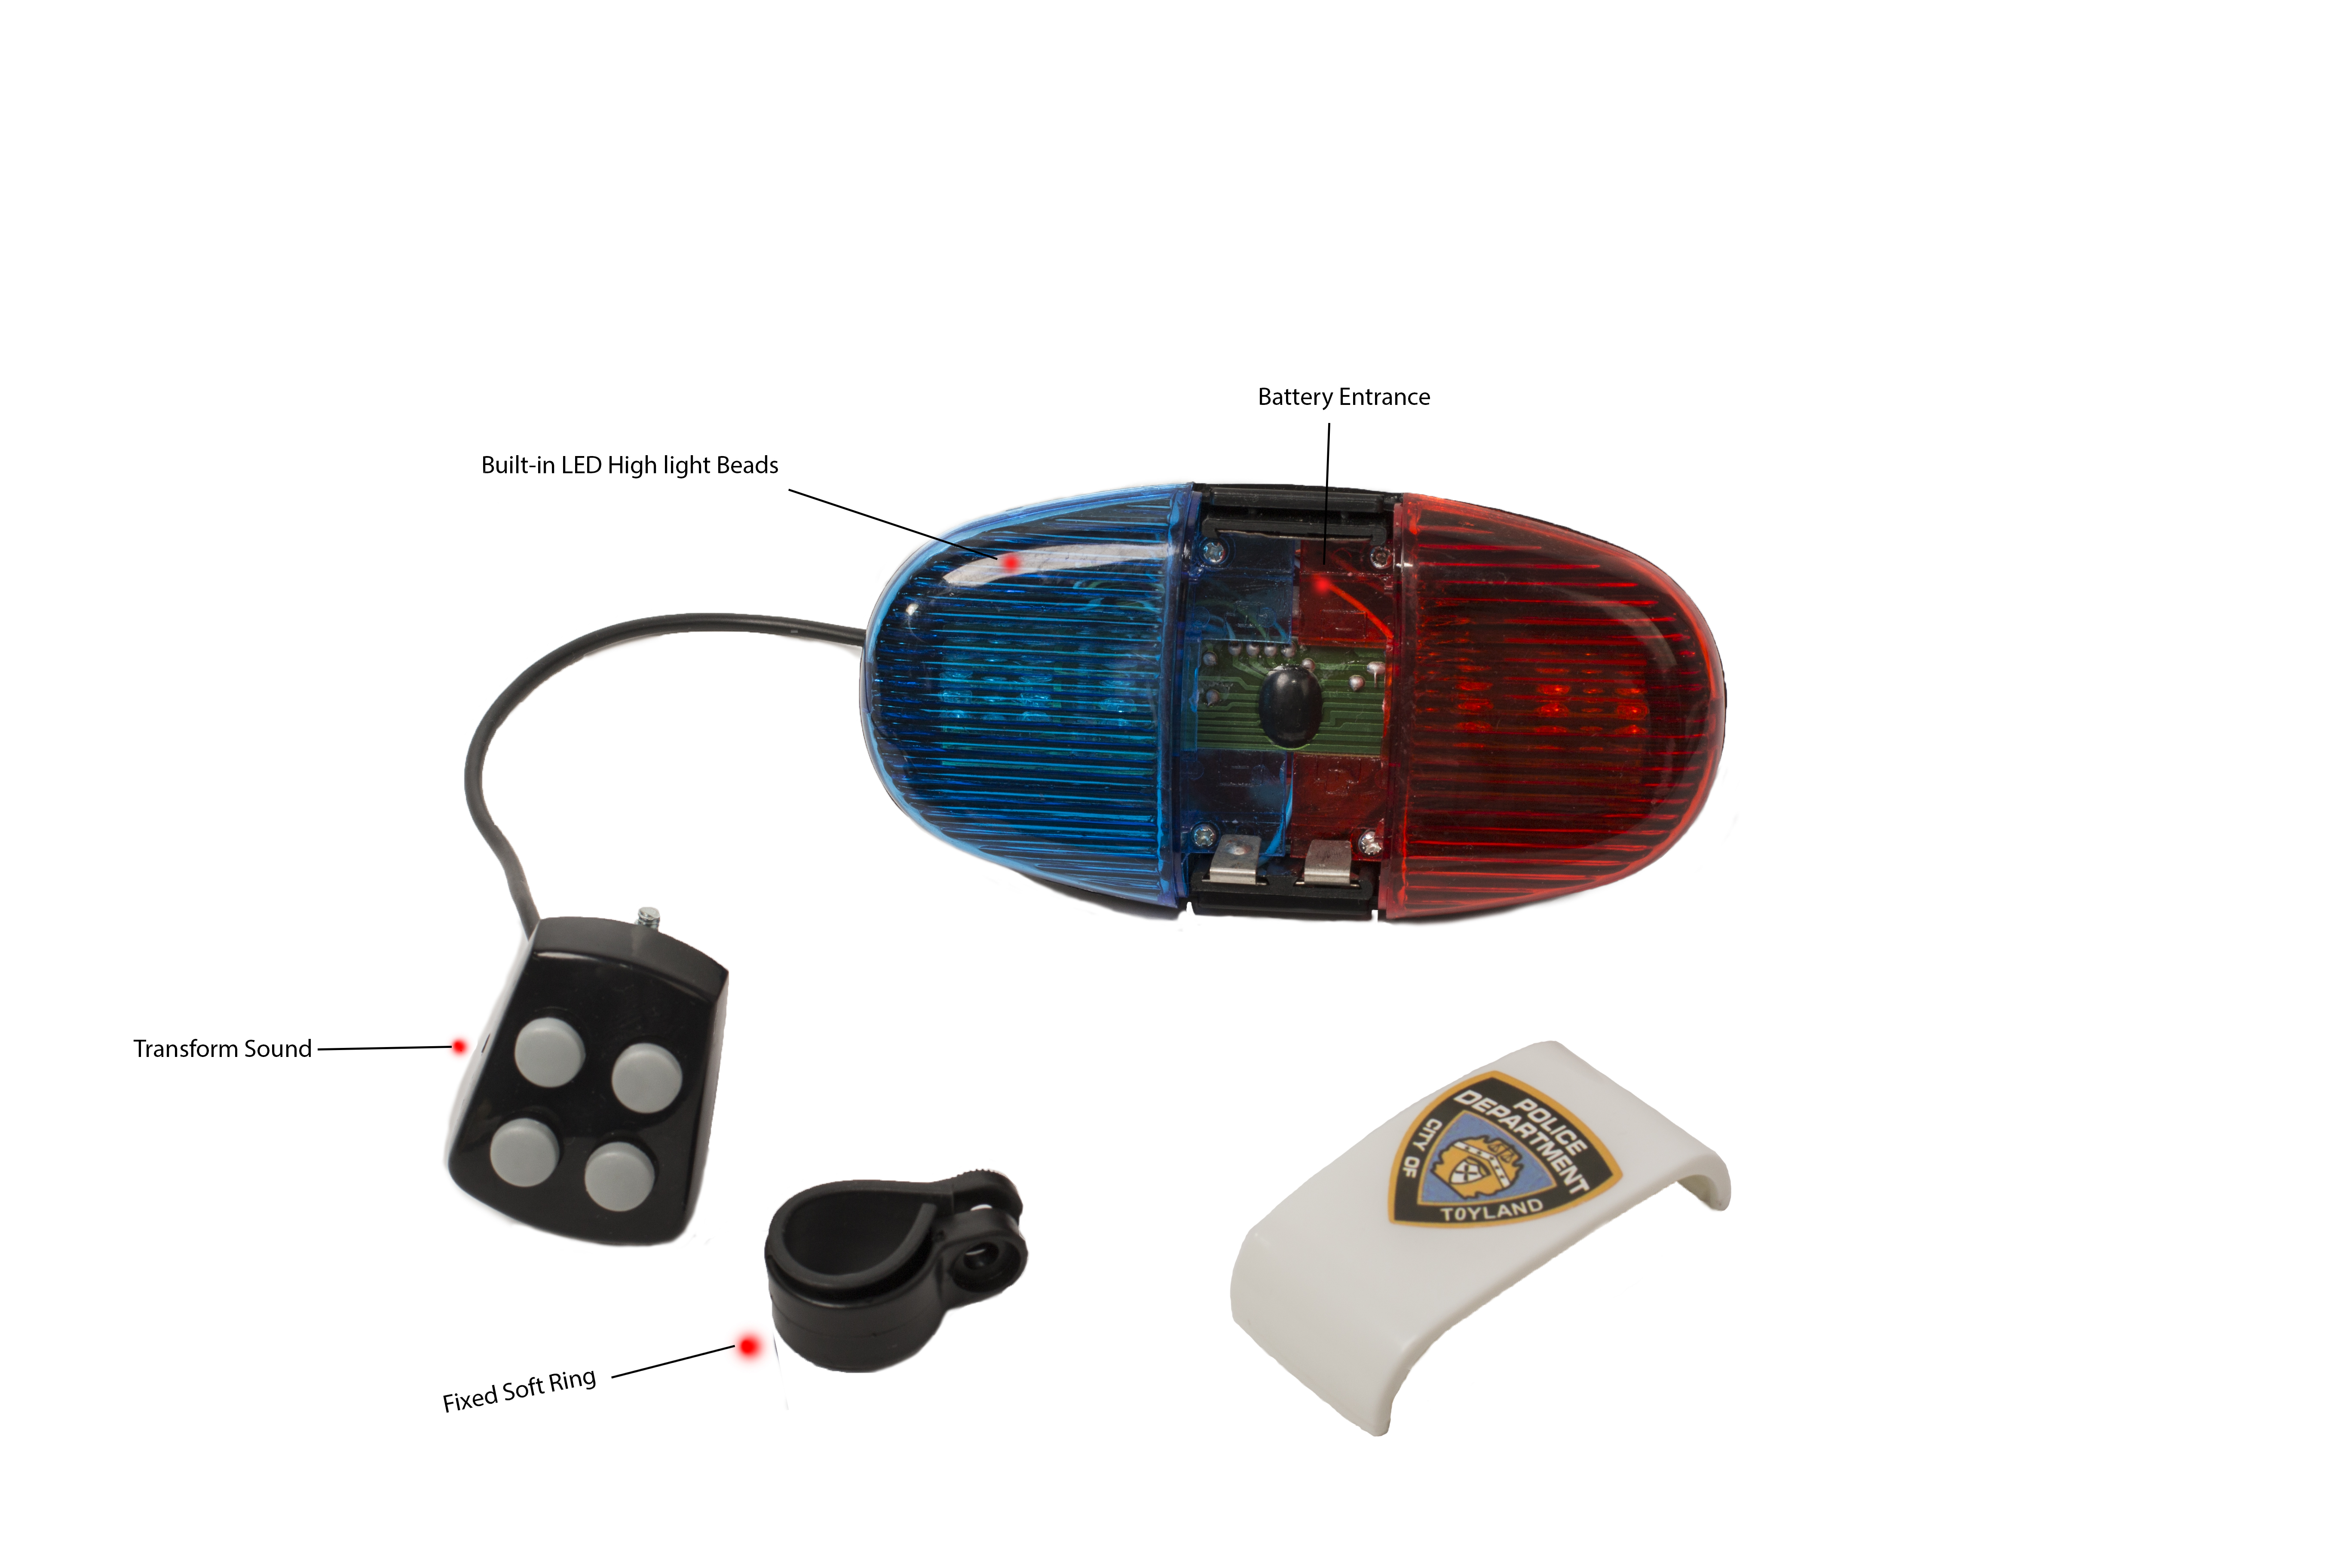 Battery Entrance
Built-in LED High light Beads
Transform Sound
Fixed Soft Ring
POLICE
DEPARTMENT
CITY OF
TOYLAND